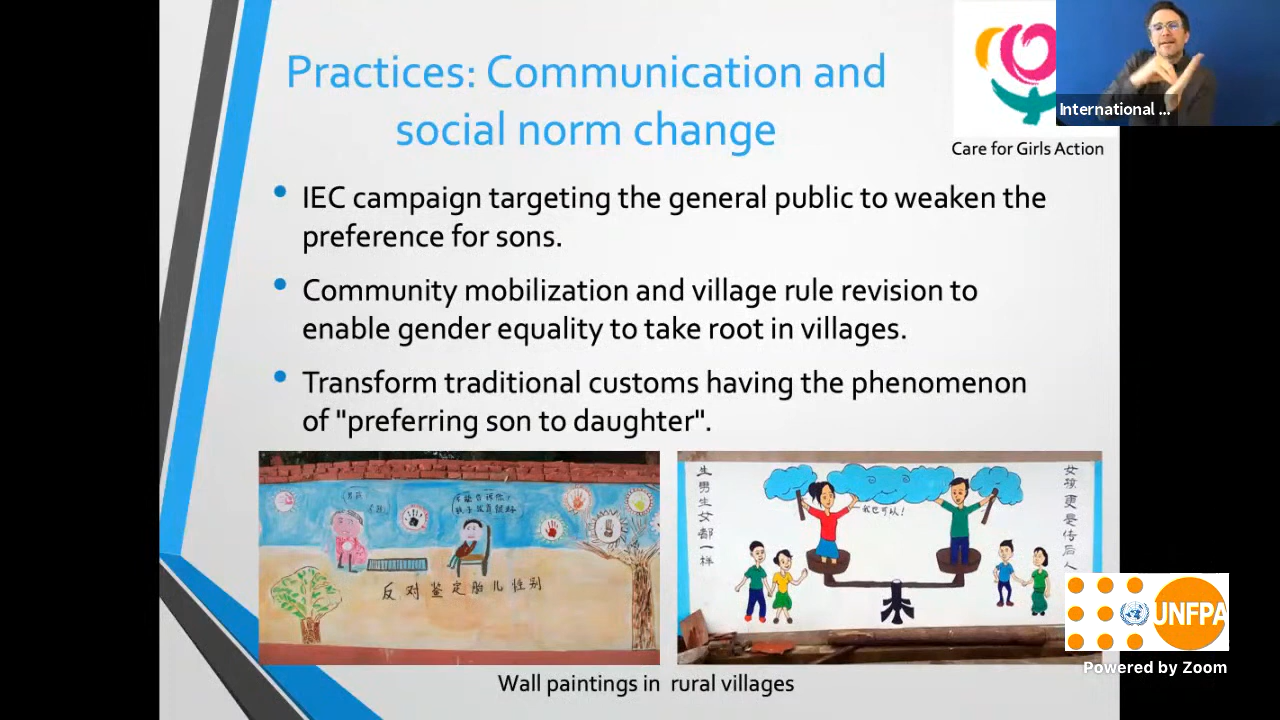 Practices: Communication and
social norm change
International ...
Care for Girls Action
• IEC campaign targeting the general public to weaken the
preference for sons.
• Community mobilization and village rule revision to
enable gender equality to take root in villages.
• Transform traditional customs having the phenomenon
of "preferring son to daughter".
反对鉴定胎儿性别
生男生女都一样
我也可以！
女孩更是传后人
UNFPA
Powered by Zoom
Wall paintings in rural villages